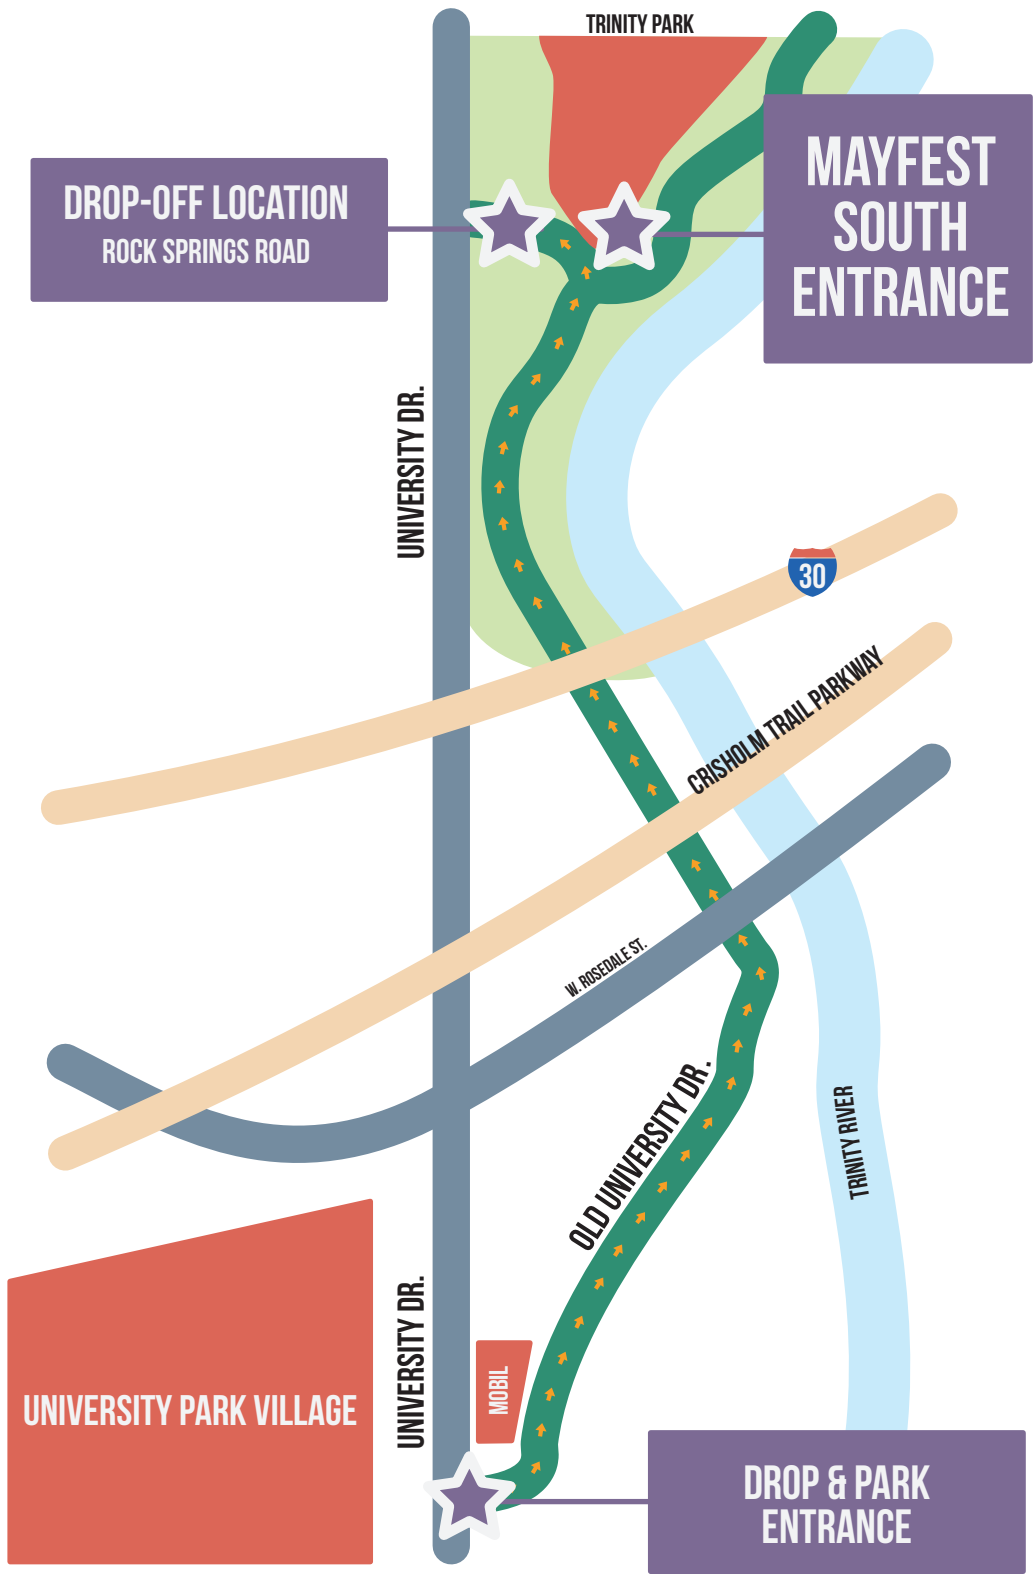 TRINITY PARK
MAYFEST
SOUTH
ENTRANCE
DROP-OFF LOCATION
ROCK SPRINGS ROAD
UNIVERSITY DR.
30
CRISHOLM TRAIL PARKWAY
W. ROSEDALE ST.
OLD UNIVERSITY DR.
TRINITY RIVER
UNIVERSITY DR.
MOBIL
UNIVERSITY PARK VILLAGE
DROP & PARK
ENTRANCE